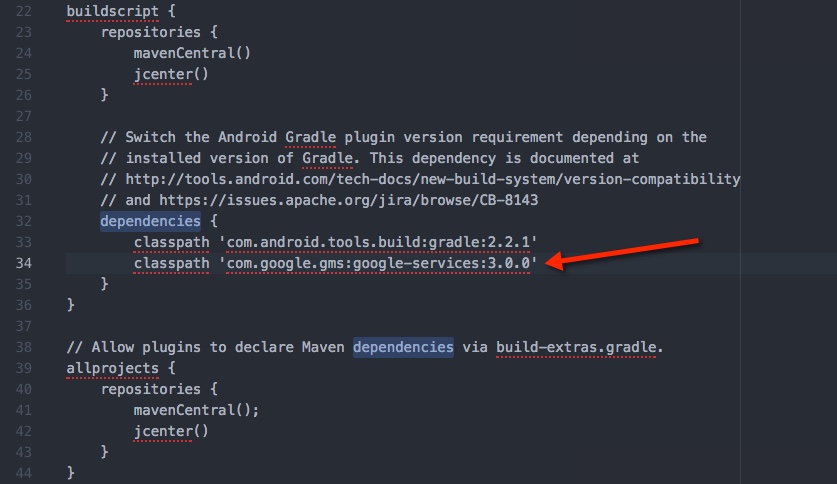 22 buildscript {
23     repositories {
24         mavenCentral()
25         jcenter()
26     }
27
28     // Switch the Android Gradle plugin version requirement depending on the
29     // installed version of Gradle. This dependency is documented at
30     // http://tools.android.com/tech-docs/new-build-system/version-compatibility
31     // and https://issues.apache.org/jira/browse/CB-8143
32     dependencies {
33         classpath 'com.android.tools.build:gradle:2.2.1'
34         classpath 'com.google.gms:google-services:3.0.0'
35     }
36 }
37
38 // Allow plugins to declare Maven dependencies via build-extras.gradle.
39 allprojects {
40     repositories {
41         mavenCentral();
42         jcenter()
43     }
44 }